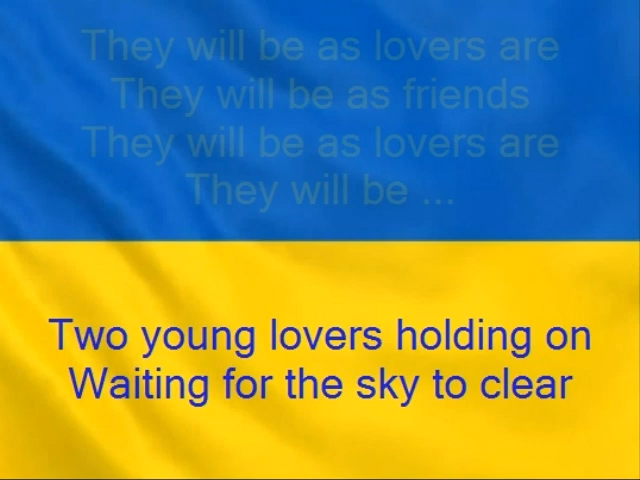 They will be as lovers are
They will be as friends
They will be as lovers are
They will be ...
Two young lovers holding on
Waiting for the sky to clear